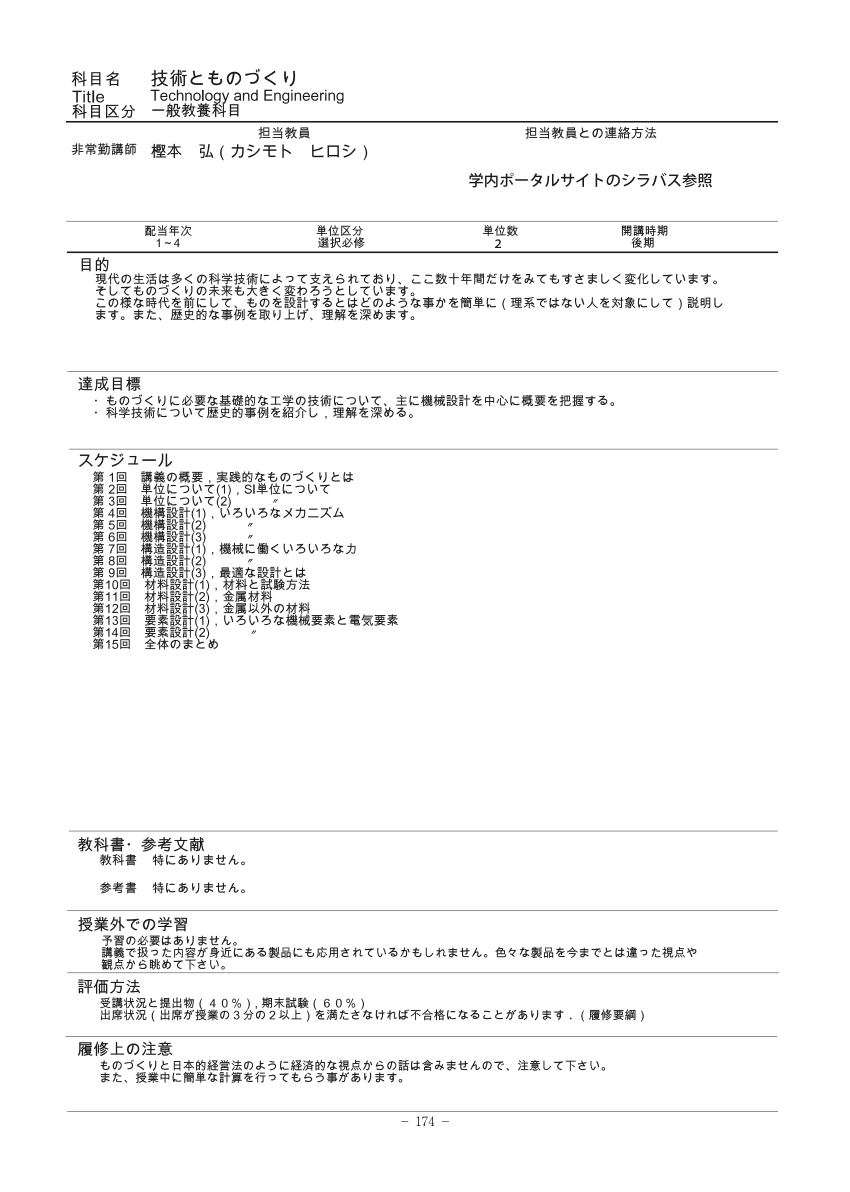 科目名　技術とものづくり
Title　Technology and Engineering
科目区分　一般教養科目
担当教員　担当教員との連絡方法
非常勤講師　樫本　弘（カシモト　ヒロシ）
学内ポータルサイトのシラバス参照
配当年次　単位区分　単位数　開講時期
1～4　選択必修　2　後期
目的
現代の生活は多くの科学技術によって支えられており、ここ数十年間だけをみてもすさましく変化しています。
そしてものづくりの未来も大きく変わろうとしています。
この様な時代を前にして、ものを設計するとはどのような事かを簡単に（理系ではない人を対象にして）説明し
ます。また、歴史的な事例を取り上げ、理解を深めます。
達成目標
・ものづくりに必要な基礎的な工学の技術について、主に機械設計を中心に概要を把握する。
・科学技術について歴史的事例を紹介し，理解を深める。
スケジュール
第 1回　講義の概要，実践的なものづくりとは
第 2回　単位について(1)，SI単位について
第 3回　単位について(2)　　〃
第 4回　機構設計(1)，いろいろなメカニズム
第 5回　機構設計(2)　　〃
第 6回　機構設計(3)　　〃
第 7回　構造設計(1)，機械に働くいろいろな力
第 8回　構造設計(2)　　〃
第 9回　構造設計(3)，最適な設計とは
第10回　材料設計(1)，材料と試験方法
第11回　材料設計(2)，金属材料
第12回　材料設計(3)，金属以外の材料
第13回　要素設計(1)，いろいろな機械要素と電気要素
第14回　要素設計(2)　　〃
第15回　全体のまとめ
教科書・参考文献
教科書　特にありません。
参考書　特にありません。
授業外での学習
予習の必要はありません。
講義で扱った内容が身近にある製品にも応用されているかもしれません。色々な製品を今までとは違った視点や
観点から眺めて下さい。
評価方法
受講状況と提出物（４０％），期末試験（６０％）
出席状況（出席が授業の３分の２以上）を満たさなければ不合格になることがあります．（履修要綱）
履修上の注意
ものづくりと日本的経営法のように経済的な視点からの話は含みませんので、注意して下さい。
また、授業中に簡単な計算を行ってもらう事があります。
－ 174 －